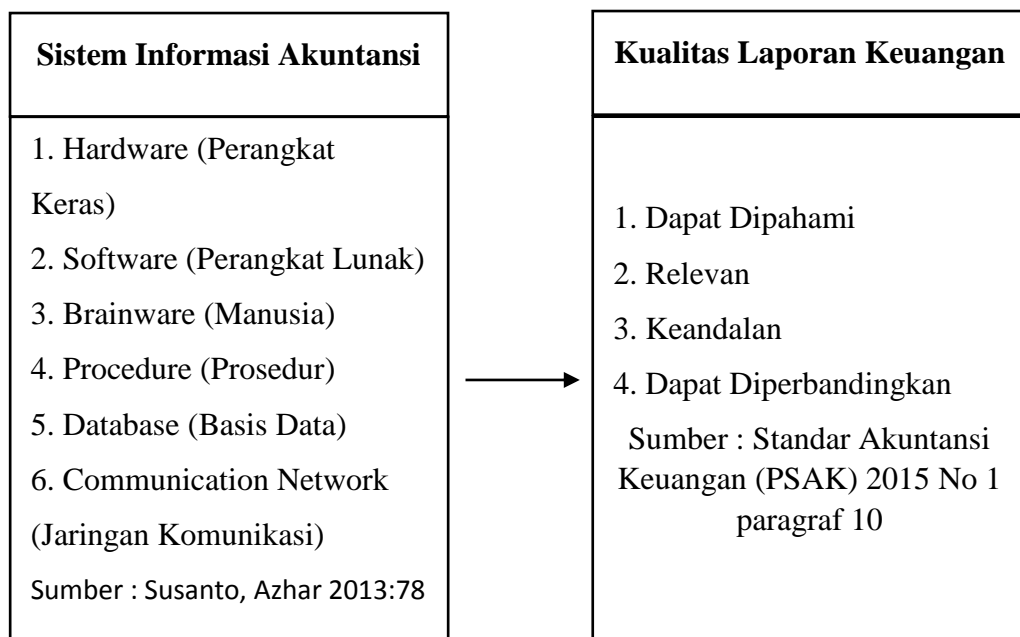 Sistem Informasi Akuntansi
1. Hardware (Perangkat
Keras)
2. Software (Perangkat Lunak)
3. Brainware (Manusia)
4. Procedure (Prosedur)
5. Database (Basis Data)
6. Communication Network
(Jaringan Komunikasi)
Sumber : Susanto, Azhar 2013:78
Kualitas Laporan Keuangan
1. Dapat Dipahami
2. Relevan
3. Keandalan
4. Dapat Diperbandingkan
Sumber : Standar Akuntansi
Keuangan (PSAK) 2015 No 1
paragraf 10